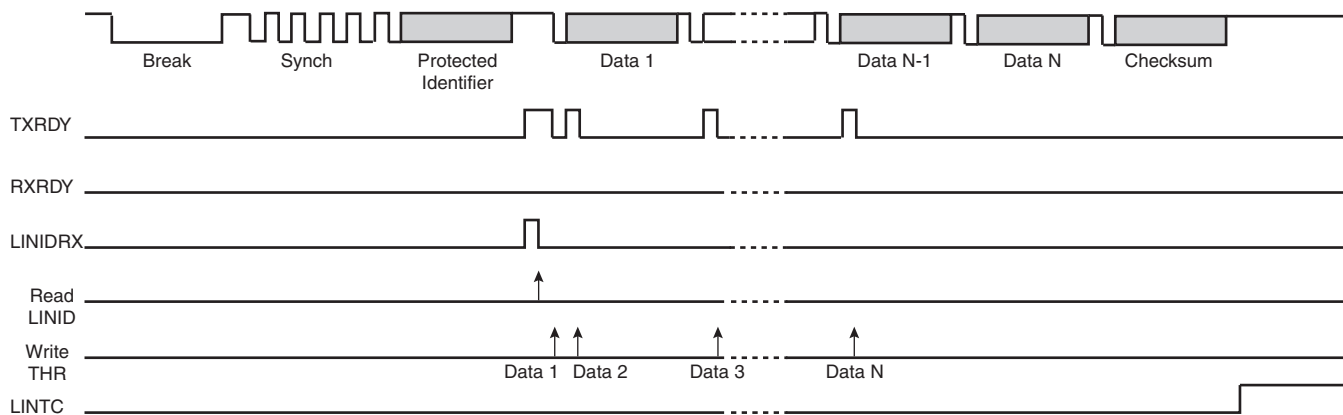 Break
Synch
Protected
Identifier
Data 1
Data N-1
Data N
Checksum
TXRDY
RXRDY
LINIDRX
Read
LINID
Write
THR
Data 1
Data 2
Data 3
Data N
LINTC